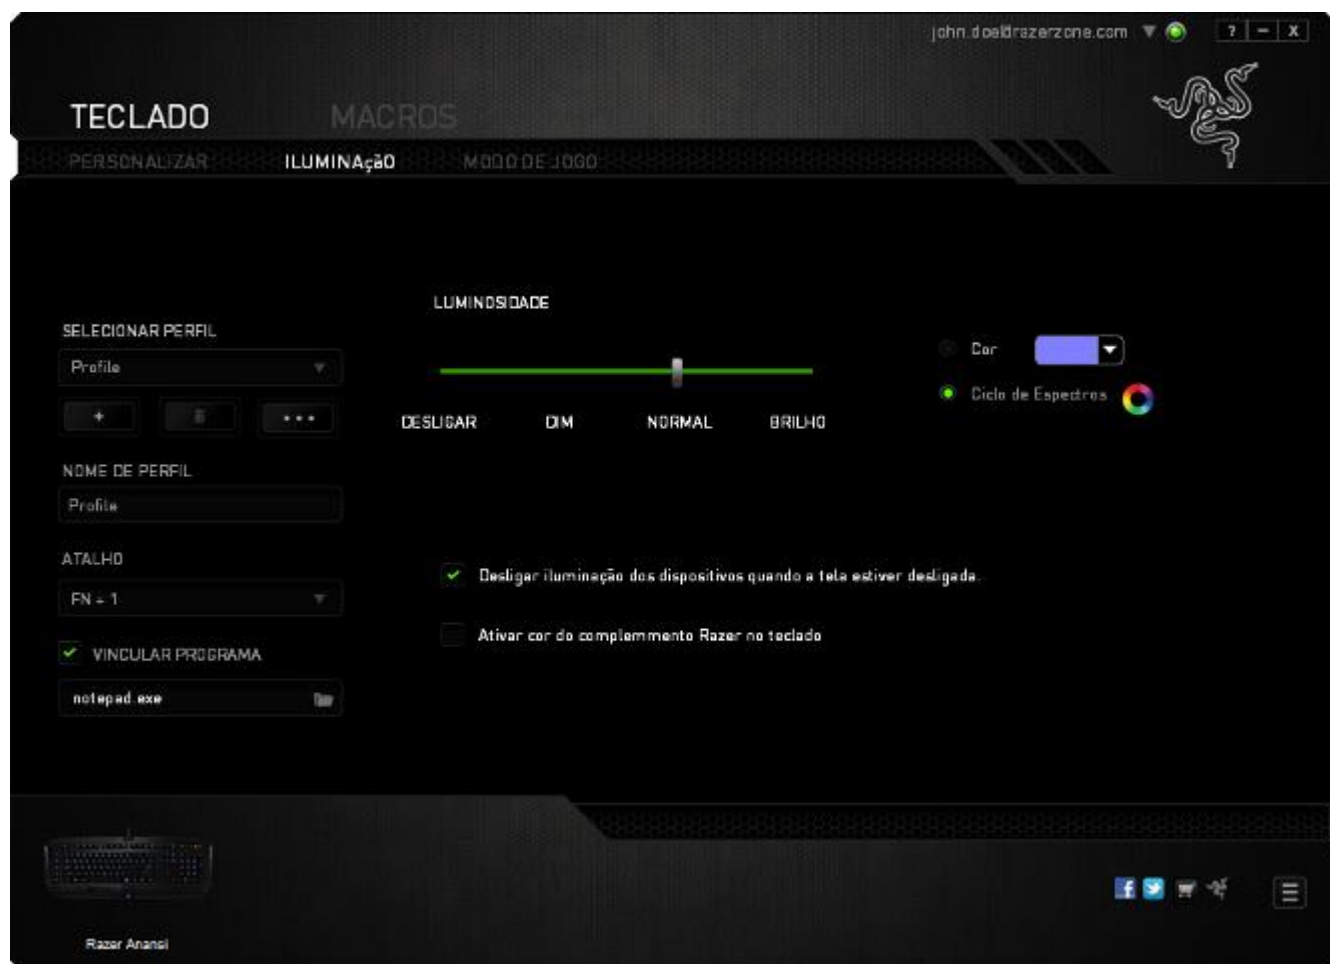 john.doe@razerzone.com
? – X
TECLADO MACROS
PERSONALIZAR ILUMINAção MODO DE JOGO
LUMINOSIDADE
SELECIONAR PERFIL
Profile
+ •••
DESLIGAR DIM NORMAL BRILHO
Cor
Ciclo de Espectros
NOME DE PERFIL
Profile
ATALHO
FN + 1
VINCULAR PROGRAMA
notepad.exe
Desligar iluminação dos dispositivos quando a tela estiver desligada.
Ativar cor do complemmento Razer no teclado
Razer Anansi